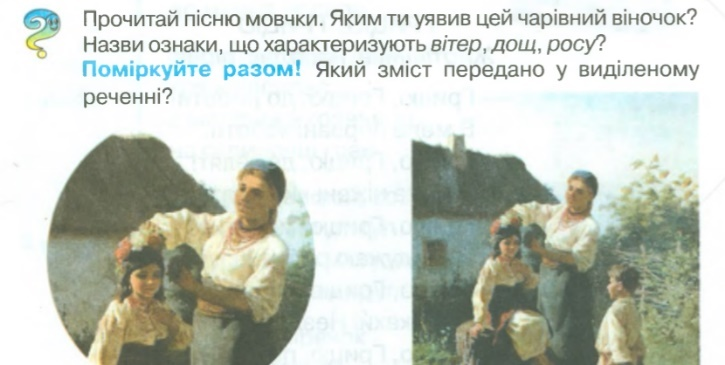 Прочитай пісню мовчки. Яким ти уявив цей чарівний віночок?
Назви ознаки, що характеризують вітер, дощ, росу?
Поміркуйте разом! Який зміст передано у виділеному
реченні?